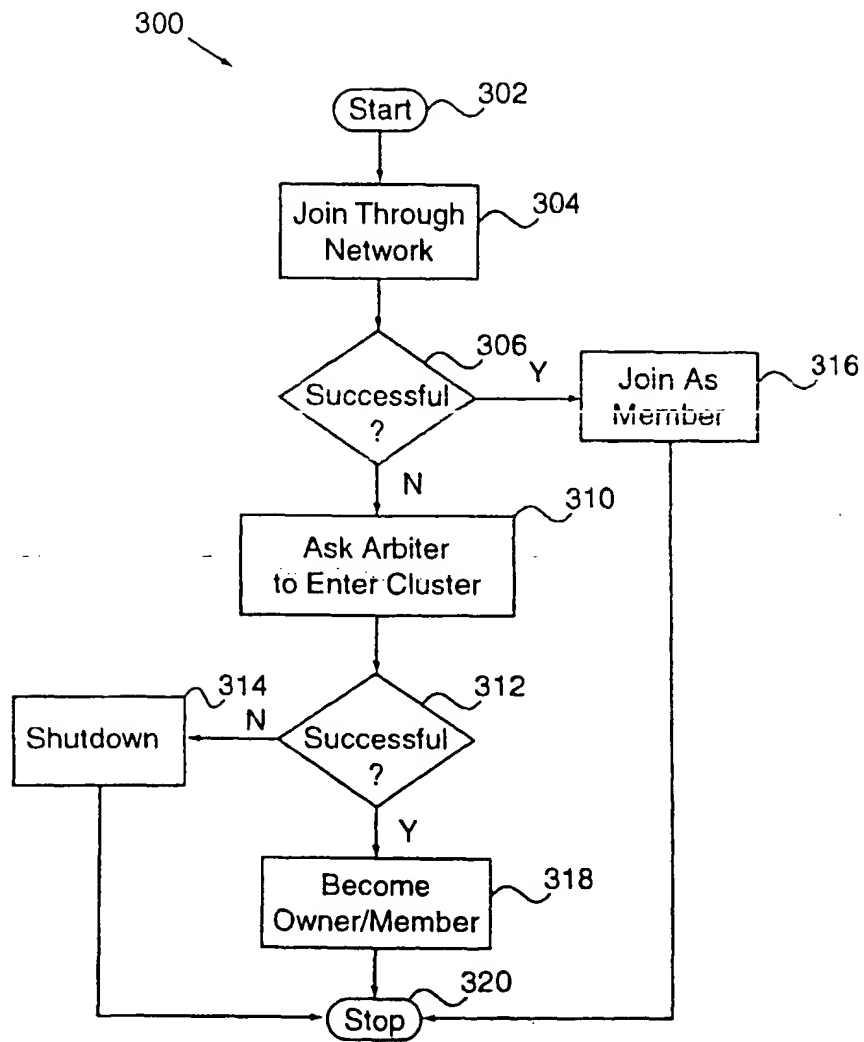 300
Start
302
Join Through
Network
304
306
Successful
?
Y
Join As
Member
316
N
310
Ask Arbiter
to Enter Cluster
314
Shutdown
N
312
Successful
?
Y
Become
Owner/Member
318
320
Stop